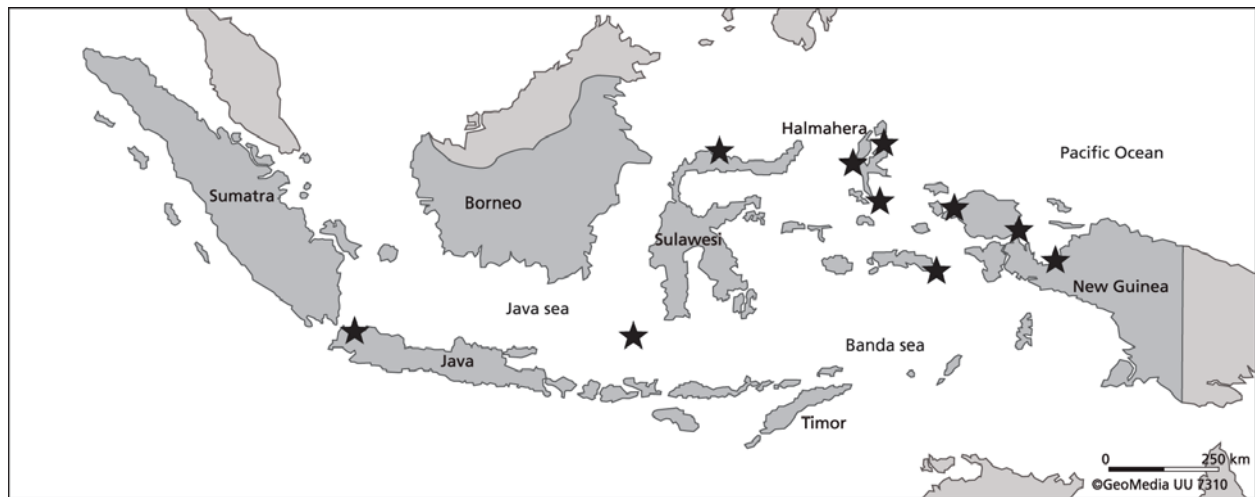 Halmahera
Pacific Ocean
Sumatra
Borneo
Sulawesi
New Guinea
Java sea
Banda sea
Java
Timor
0 250 km
©GeoMedia UU 7310